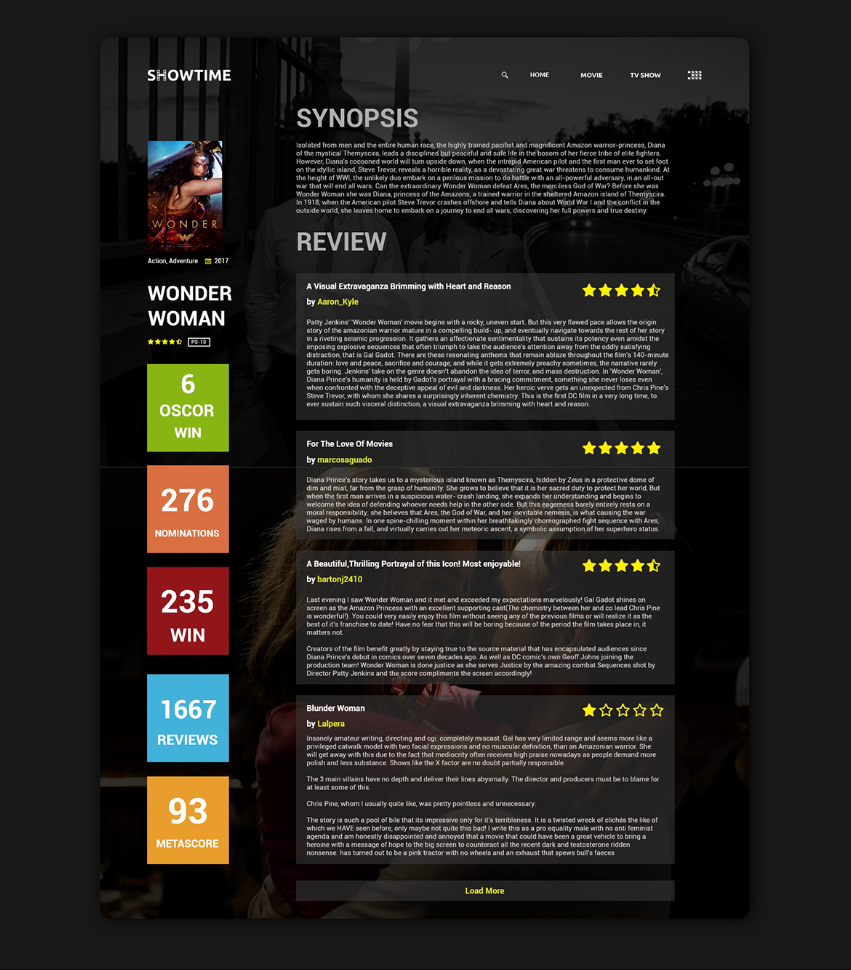 SHOWTIME
HOME
MOVIE
TV SHOW
WONDER
Action, Adventure
2017
WONDER
WOMAN
PG-13
6
OSCOR
WIN
276
NOMINATIONS
235
WIN
1667
REVIEWS
93
METASCORE
SYNOPSIS
Isolated from men and the entire human race, the highly trained pacifist and magnificent Amazon warrior-princess, Diana
of the mystical Themyscira, leads a disciplined but peaceful and safe life in the bosom of her fierce tribe of elite fighters.
However, Diana's cocooned world will turn upside down, when the intrepid American pilot and the first man ever to set foot
on the idyllic island, Steve Trevor, reveals a horrible reality, as a devastating great war threatens to consume humankind. At
the height of WWI, the unlikely duo embark on a perilous mission to do battle with an all-powerful adversary, in an all-out
war that will end all wars. Can the extraordinary Wonder Woman defeat Ares, the merciless God of War? Before she was
Wonder Woman she was Diana, princess of the Amazons, a trained warrior in the sheltered Amazon island of Themyscira.
In 1918, when the American pilot Steve Trevor crashes offshore and tells Diana about World War I and the conflict in the
outside world, she leaves home to embark on a journey to end all wars, discovering her full powers and true destiny
REVIEW
A Visual Extravaganza Brimming with Heart and Reason
by Aaron_Kyle
Patty Jenkins' 'Wonder Woman' movie begins with a rocky, uneven start. But this very flawed pace allows the origin
story of the amazonian warrior mature in a compelling build- up, and eventually navigate towards the rest of her story
in a riveting seismic progression. It gathers an affectionate sentimentality that sustains its potency even amidst the
imposing explosive sequences that often triumph to take the audience's attention away from the oddly satisfying
distraction, that is Gal Gadot. There are these resonating anthems that remain ablaze throughout the film's 140-minute
duration: love and peace, sacrifice and courage, and while it gets extremely preachy sometimes, the narrative rarely
gets boring. Jenkins' take on the genre doesn't abandon the idea of terror, and mass destruction. In 'Wonder Woman',
Diana Prince's humanity is held by Gadot's portrayal with a bracing commitment, something she never loses even
when confronted with the deceptive appeal of evil and darkness. Her heroic verve gets an unexpected from Chris Pine's
Steve Trevor, with whom she shares a surprisingly inherent chemistry. This is the first DC film in a very long time, to
ever sustain such visceral distinction, a visual extravaganza brimming with heart and reason.
For The Love Of Movies
by marcosaguado
Diana Prince's story takes us to a mysterious island known as Themyscira, hidden by Zeus in a protective dome of
dim and mist, far from the grasp of humanity. She grows to believe that it is her sacred duty to protect her world, But
when the first man arrives in a suspicious water- crash landing, she expands her understanding and begins to
welcome the idea of defending whoever needs help in the other side. But this eagerness barely entirely rests on a
moral responsibility; she believes that Ares, the God of War, and her inevitable nemesis, is what causing the war
waged by humans. In one spine-chilling moment within her breathtakingly choreographed fight sequence with Ares,
Diana rises from a fall, and virtually carries out her meteoric ascent, a symbolic assumption of her superhero status.
A Beautiful,Thrilling Portrayal of this Icon! Most enjoyable!
by bartonj2410
Last evening I saw Wonder Woman and it met and exceeded my expectations marvelously! Gal Gadot shines on
screen as the Amazon Princess with an excellent supporting cast(The chemistry between her and co lead Chris Pine
is wonderful!). You could very easily enjoy this film without seeing any of the previous films or will realize it as the
best of it's franchise to date! Have no fear that this will be boring because of the period the film takes place in, it
matters not.
Creators of the film benefit greatly by staying true to the source material that has encapsulated audiences since
Diana Prince's debut in comics over seven decades ago. As well as DC comic's own Geoff Johns joining the
production team! Wonder Woman is done justice as she serves Justice by the amazing combat Sequences shot by
Director Patty Jenkins and the score compliments the screen accordingly!
Blunder Woman
by Lalpera
Insanely amateur writing, directing and cgi. completely miscast. Gal has very limited range and seems more like a
privileged catwalk model with two facial expressions and no muscular definition, than an Amazonian warrior. She
will get away with this due to the fact that mediocrity often receives high praise nowadays as people demand more
polish and less substance. Shows like the X factor are no doubt partially responsible.
The 3 main villains have no depth and deliver their lines abysmally. The director and producers must be to blame for
at least some of this.
Chris Pine, whom I usually quite like, was pretty pointless and unnecessary.
The story is such a pool of bile that its impressive only for it's terribleness. It is a twisted wreck of clichés the like of
which we HAVE seen before, only maybe not quite this bad! I write this as a pro equality male with no anti feminist
agenda and am honestly disappointed and annoyed that a movie that could have been a great vehicle to bring a
heroine with a message of hope to the big screen to counteract all the recent dark and testosterone ridden
nonsense. has turned out to be a pink tractor with no wheels and an exhaust that spews bull's faeces
Load More